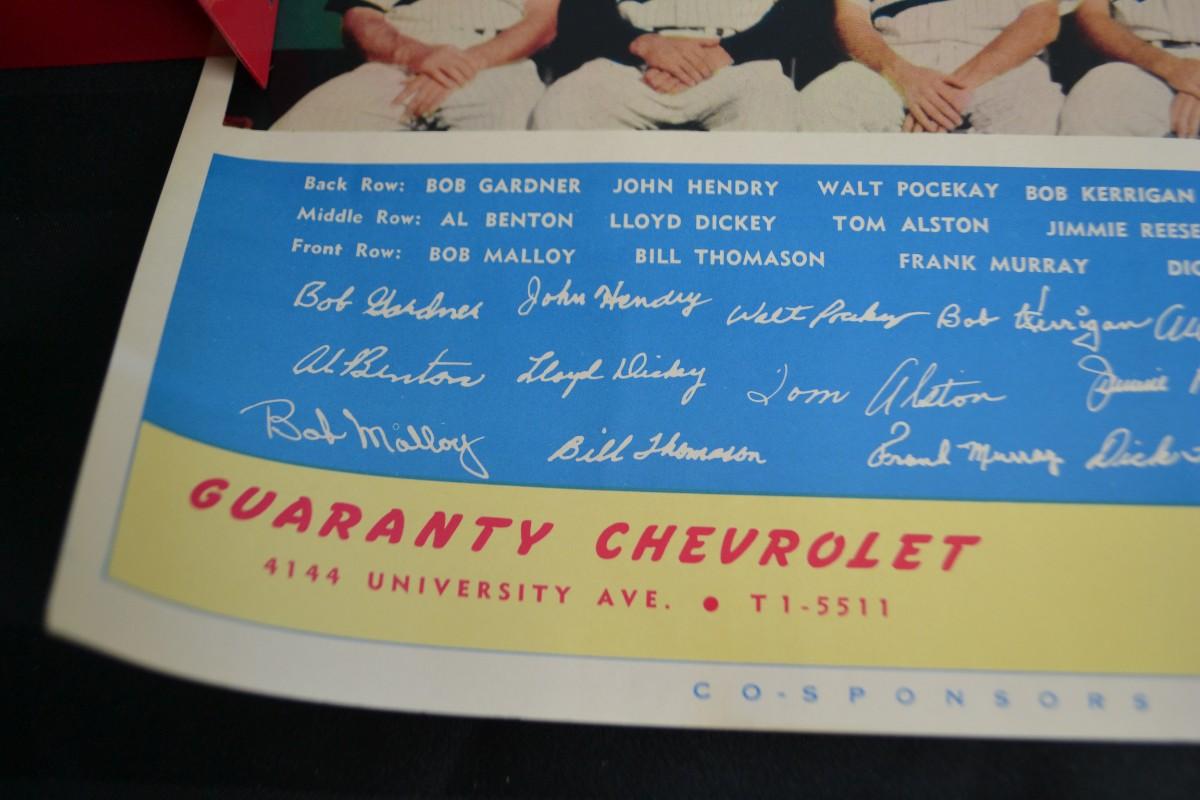 Back Row: BOB GARDNER JOHN HENDRY WALT POCEKAY BOB KERRIGAN
Middle Row: AL BENTON LLOYD DICKEY TOM ALSTON JIMMIE REESE
Front Row: BOB MALLOY BILL THOMASON FRANK MURRAY DIC
Bob Gardner John Hendry Walt Pocekay Bob Kerrigan
Al Benton Lloyd Dickey Tom Alston Jimmie
Bob Malloy Bill Thomason Frank Murray Dick
GUARANTY CHEVROLET
4144 UNIVERSITY AVE. • T1-5511
CO-SPONSORS